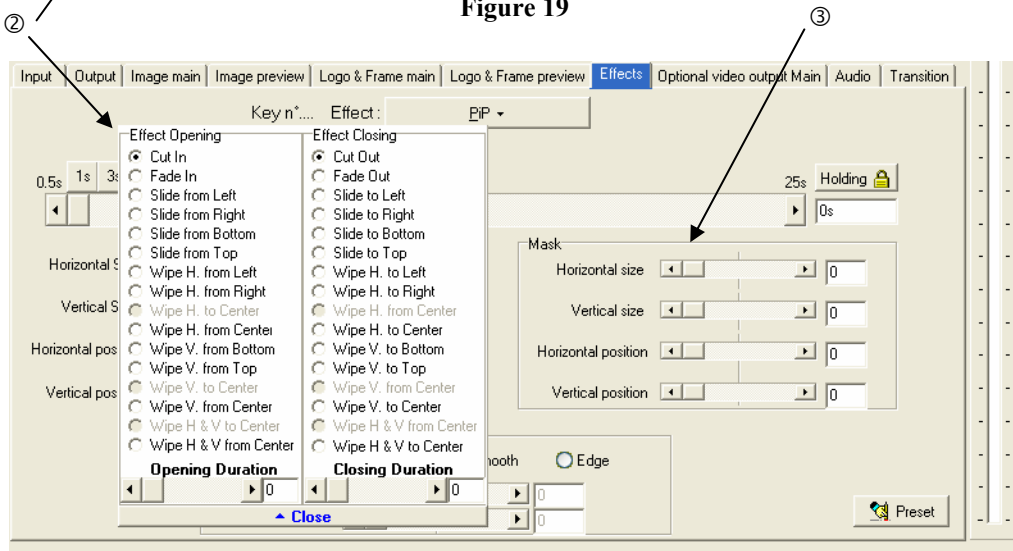 Figure 19
② ③
Input Output Image main Image preview Logo & Frame main Logo & Frame preview Effects Optional video output Main Audio Transition
Key n°.... Effect : PiP
Effect Opening
Cut In
Fade In
Slide from Left
Slide from Right
Slide from Bottom
Slide from Top
Wipe H. from Left
Wipe H. from Right
Wipe H. to Center
Wipe H. from Center
Wipe V. from Bottom
Wipe V. from Top
Wipe V. to Center
Wipe V. from Center
Wipe H & V to Center
Wipe H & V from Center
Opening Duration
0
Effect Closing
Cut Out
Fade Out
Slide to Left
Slide to Right
Slide to Bottom
Slide to Top
Wipe H. to Left
Wipe H. to Right
Wipe H. from Center
Wipe H. to Center
Wipe V. to Bottom
Wipe V. to Top
Wipe V. from Center
Wipe V. to Center
Wipe H & V from Center
Wipe H & V to Center
Closing Duration
0
Close
0.5s 1s
25s Holding
0s
Horizontal
Vertical
Horizontal
Vertical
Mask
Horizontal size 0
Vertical size 0
Horizontal position 0
Vertical position 0
Edge
0
0
Preset